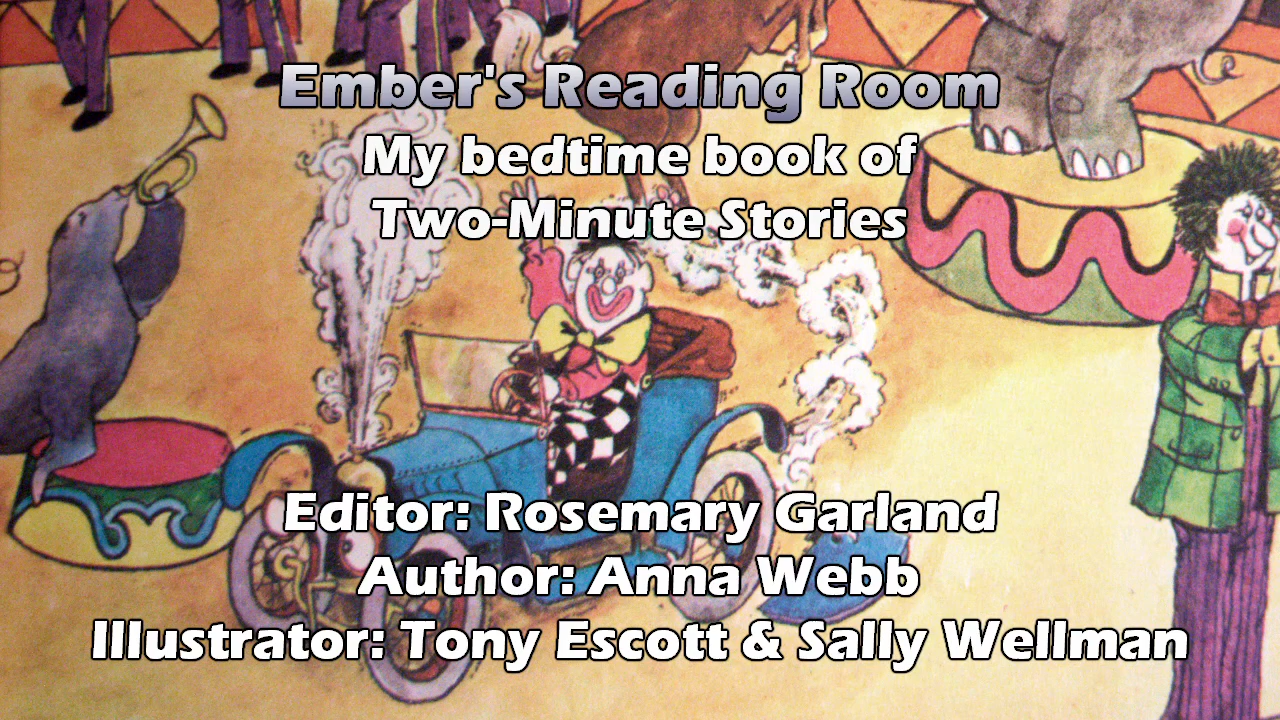 Ember's Reading Room
My bedtime book of
Two-Minute Stories
Editor: Rosemary Garland
Author: Anna Webb
Illustrator: Tony Escott & Sally Wellman